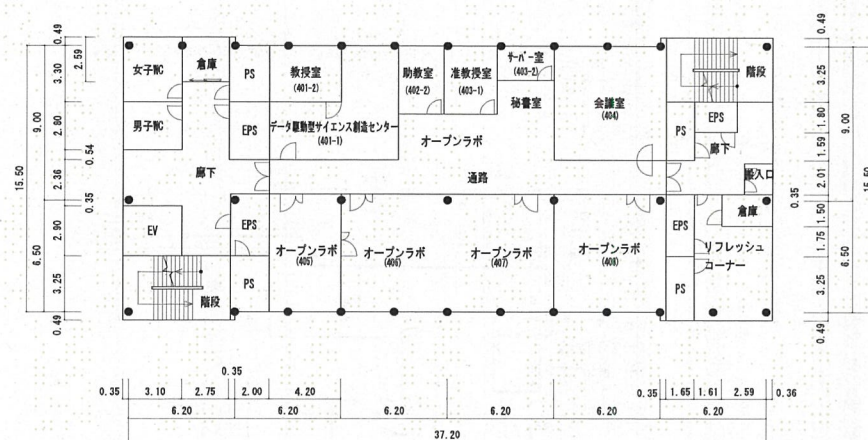 女子WC
倉庫
PS
教授室
(401-2)
助教室
(402-2)
准教授室
(403-1)
サーバー室
(403-2)
会議室
(404)
階段
男子WC
EPS
データ駆動型サイエンス創造センター
(401-1)
秘書室
オープンラボ
PS
EPS
廊下
廊下
通路
搬入口
EV
EPS
オープンラボ
(405)
オープンラボ
(406)
オープンラボ
(407)
オープンラボ
(408)
EPS
倉庫
リフレッシュ
コーナー
階段
PS
PS
0.49
2.59
3.30
9.00
2.80
0.54
15.50
2.36
0.35
2.90
6.50
3.25
0.49
0.49
3.25
1.80
9.00
1.59
2.01
15.50
0.35
1.50
1.75
6.50
3.25
0.49
0.35
0.35
3.10
2.75
2.00
4.20
0.35
1.65
1.61
2.59
0.36
6.20
6.20
6.20
6.20
6.20
6.20
37.20